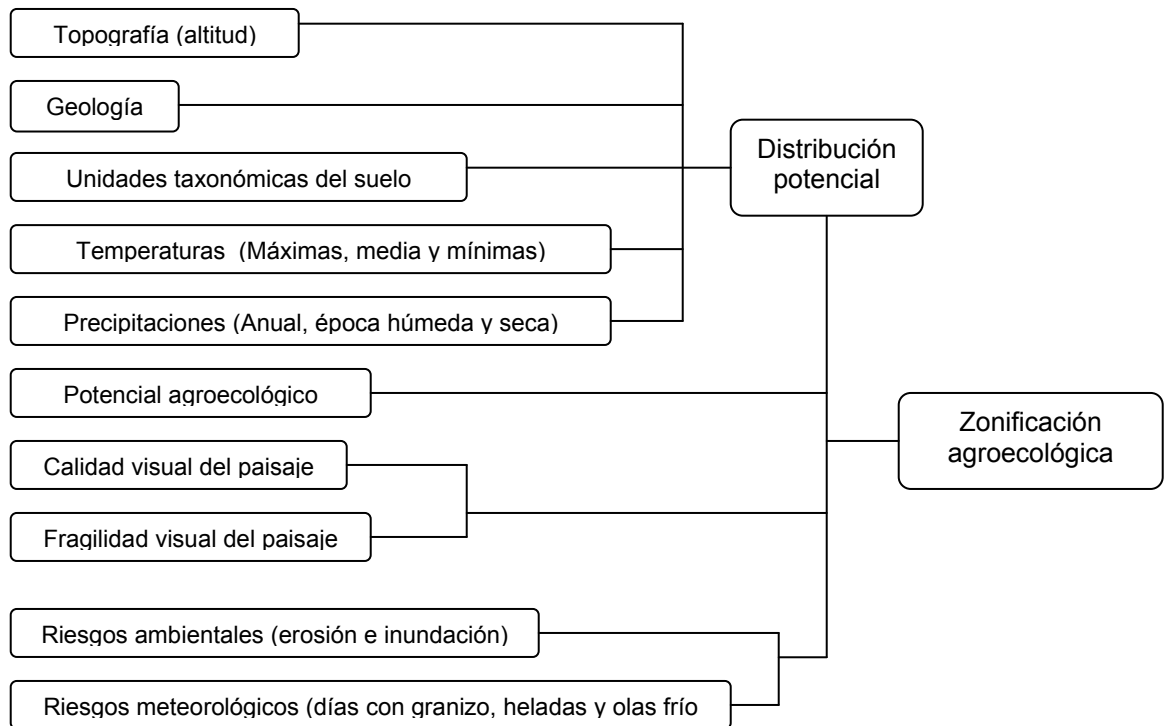 Topografía (altitud)
Geología
Unidades taxonómicas del suelo
Temperaturas (Máximas, media y mínimas)
Precipitaciones (Anual, época húmeda y seca)
Potencial agroecológico
Calidad visual del paisaje
Fragilidad visual del paisaje
Riesgos ambientales (erosión e inundación)
Riesgos meteorológicos (días con granizo, heladas y olas frío
Distribución
potencial
Zonificación
agroecológica